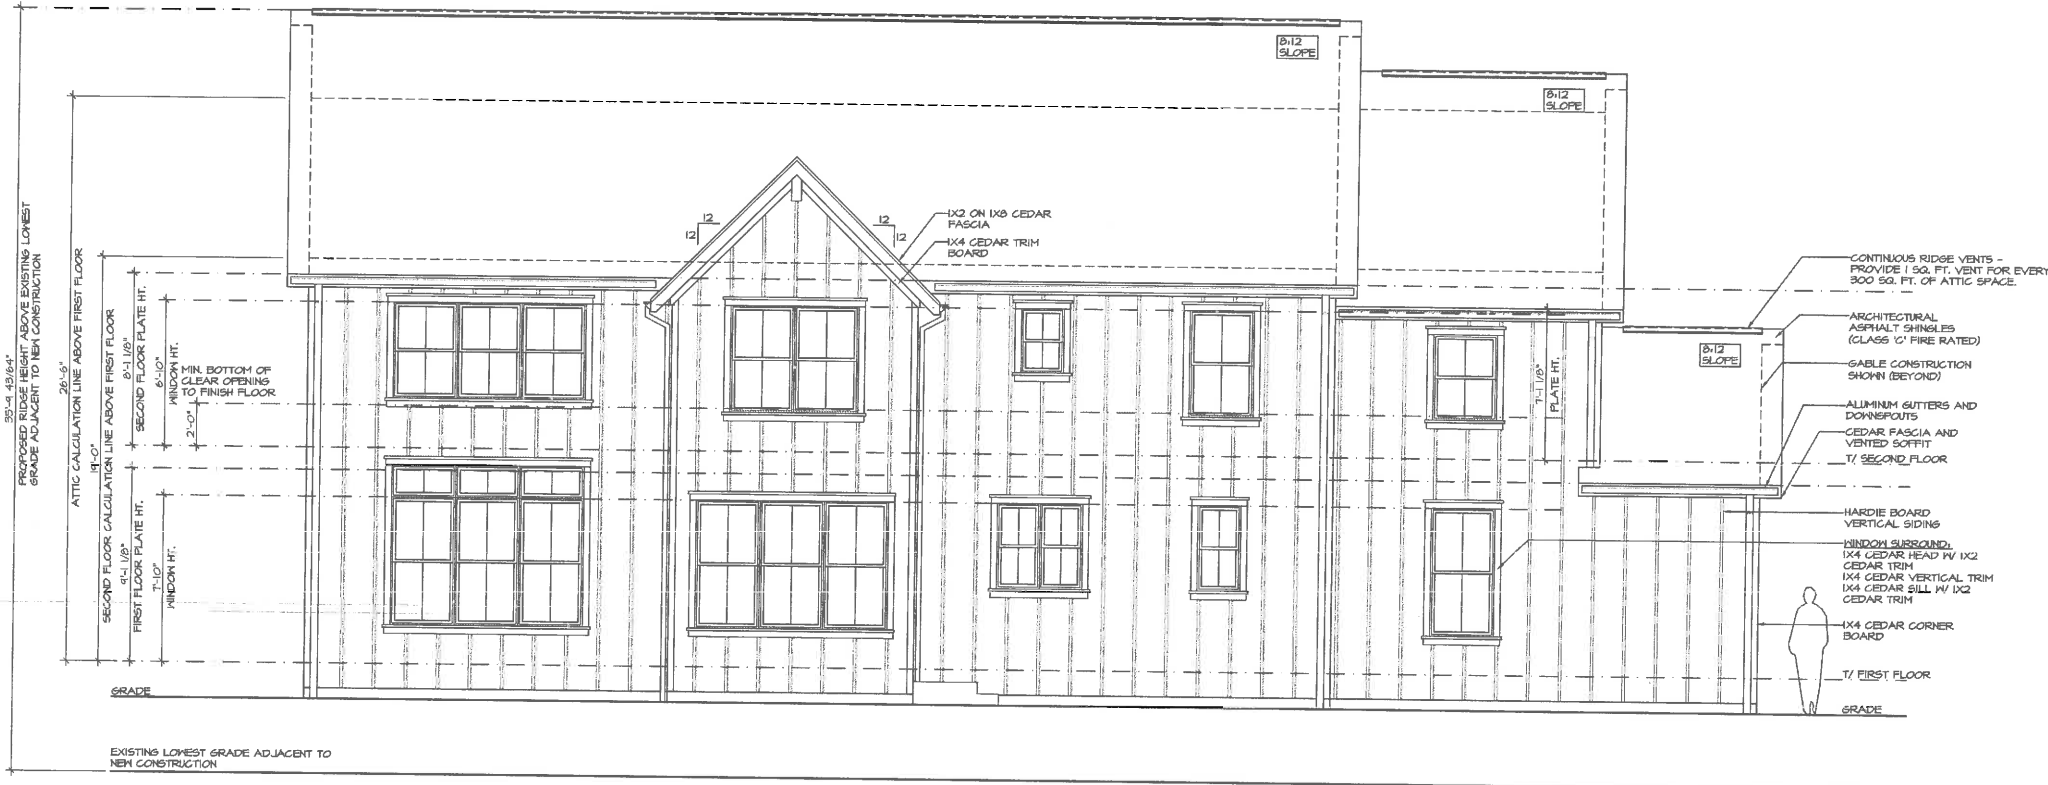 8:12
SLOPE
8:12
SLOPE
35'-9 43/64"
PROPOSED RIDGE HEIGHT ABOVE EXISTING LOWEST
GRADE ADJACENT TO NEW CONSTRUCTION
26'-6"
ATTIC CALCULATION LINE ABOVE FIRST FLOOR
19'-0"
SECOND FLOOR CALCULATION LINE ABOVE FIRST FLOOR
8'-1 1/8"
SECOND FLOOR PLATE HT.
6'-10"
WINDOW HT.
MIN. BOTTOM OF
CLEAR OPENING
TO FINISH FLOOR
2'-0"
9'-1 1/8"
FIRST FLOOR PLATE HT.
7'-10"
WINDOW HT.
12
12
12
12
1X2 ON 1X8 CEDAR
FASCIA
1X4 CEDAR TRIM
BOARD
7'-1 1/8"
PLATE HT.
8:12
SLOPE
CONTINUOUS RIDGE VENTS -
PROVIDE 1 SQ. FT. VENT FOR EVERY
300 SQ. FT. OF ATTIC SPACE.
ARCHITECTURAL
ASPHALT SHINGLES
(CLASS 'C' FIRE RATED)
GABLE CONSTRUCTION
SHOWN (BEYOND)
ALUMINUM GUTTERS AND
DOWNSPOUTS
CEDAR FASCIA AND
VENTED SOFFIT
T/ SECOND FLOOR
HARDIE BOARD
VERTICAL SIDING
WINDOW SURROUND:
1X4 CEDAR HEAD W/ 1X2
CEDAR TRIM
1X4 CEDAR VERTICAL TRIM
1X4 CEDAR SILL W/ 1X2
CEDAR TRIM
1X4 CEDAR CORNER
BOARD
T/ FIRST FLOOR
GRADE
GRADE
EXISTING LOWEST GRADE ADJACENT TO
NEW CONSTRUCTION